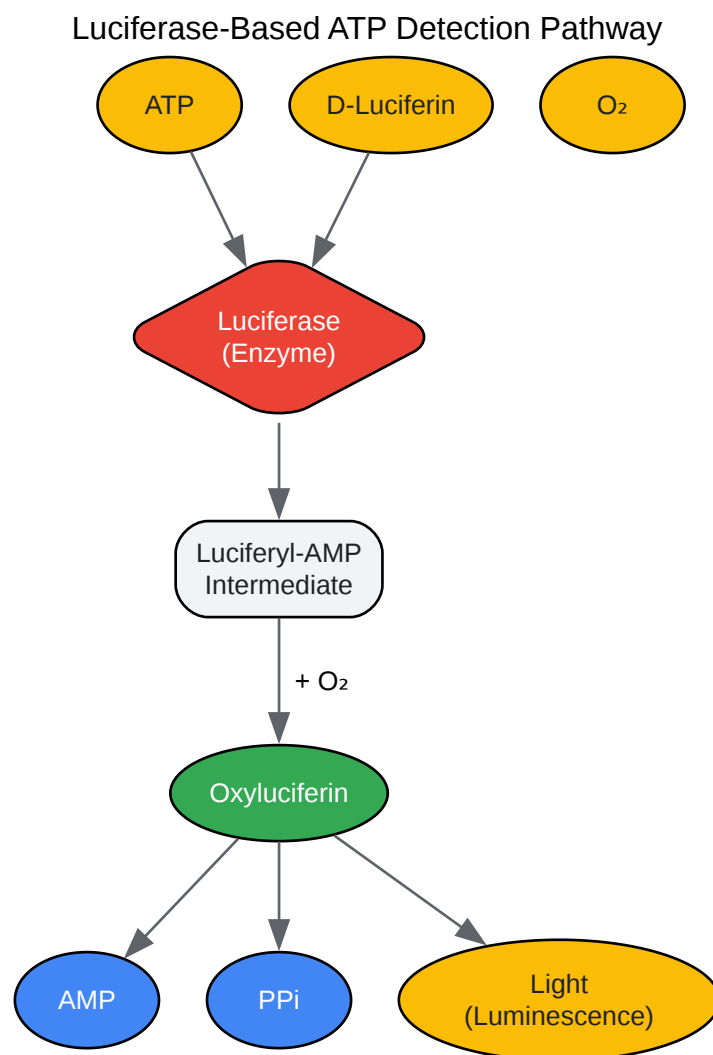 Luciferase-Based ATP Detection Pathway
ATP
D-Luciferin
O₂
Luciferase
(Enzyme)
Luciferyl-AMP
Intermediate
+ O₂
Oxyluciferin
AMP
PPi
Light
(Luminescence)